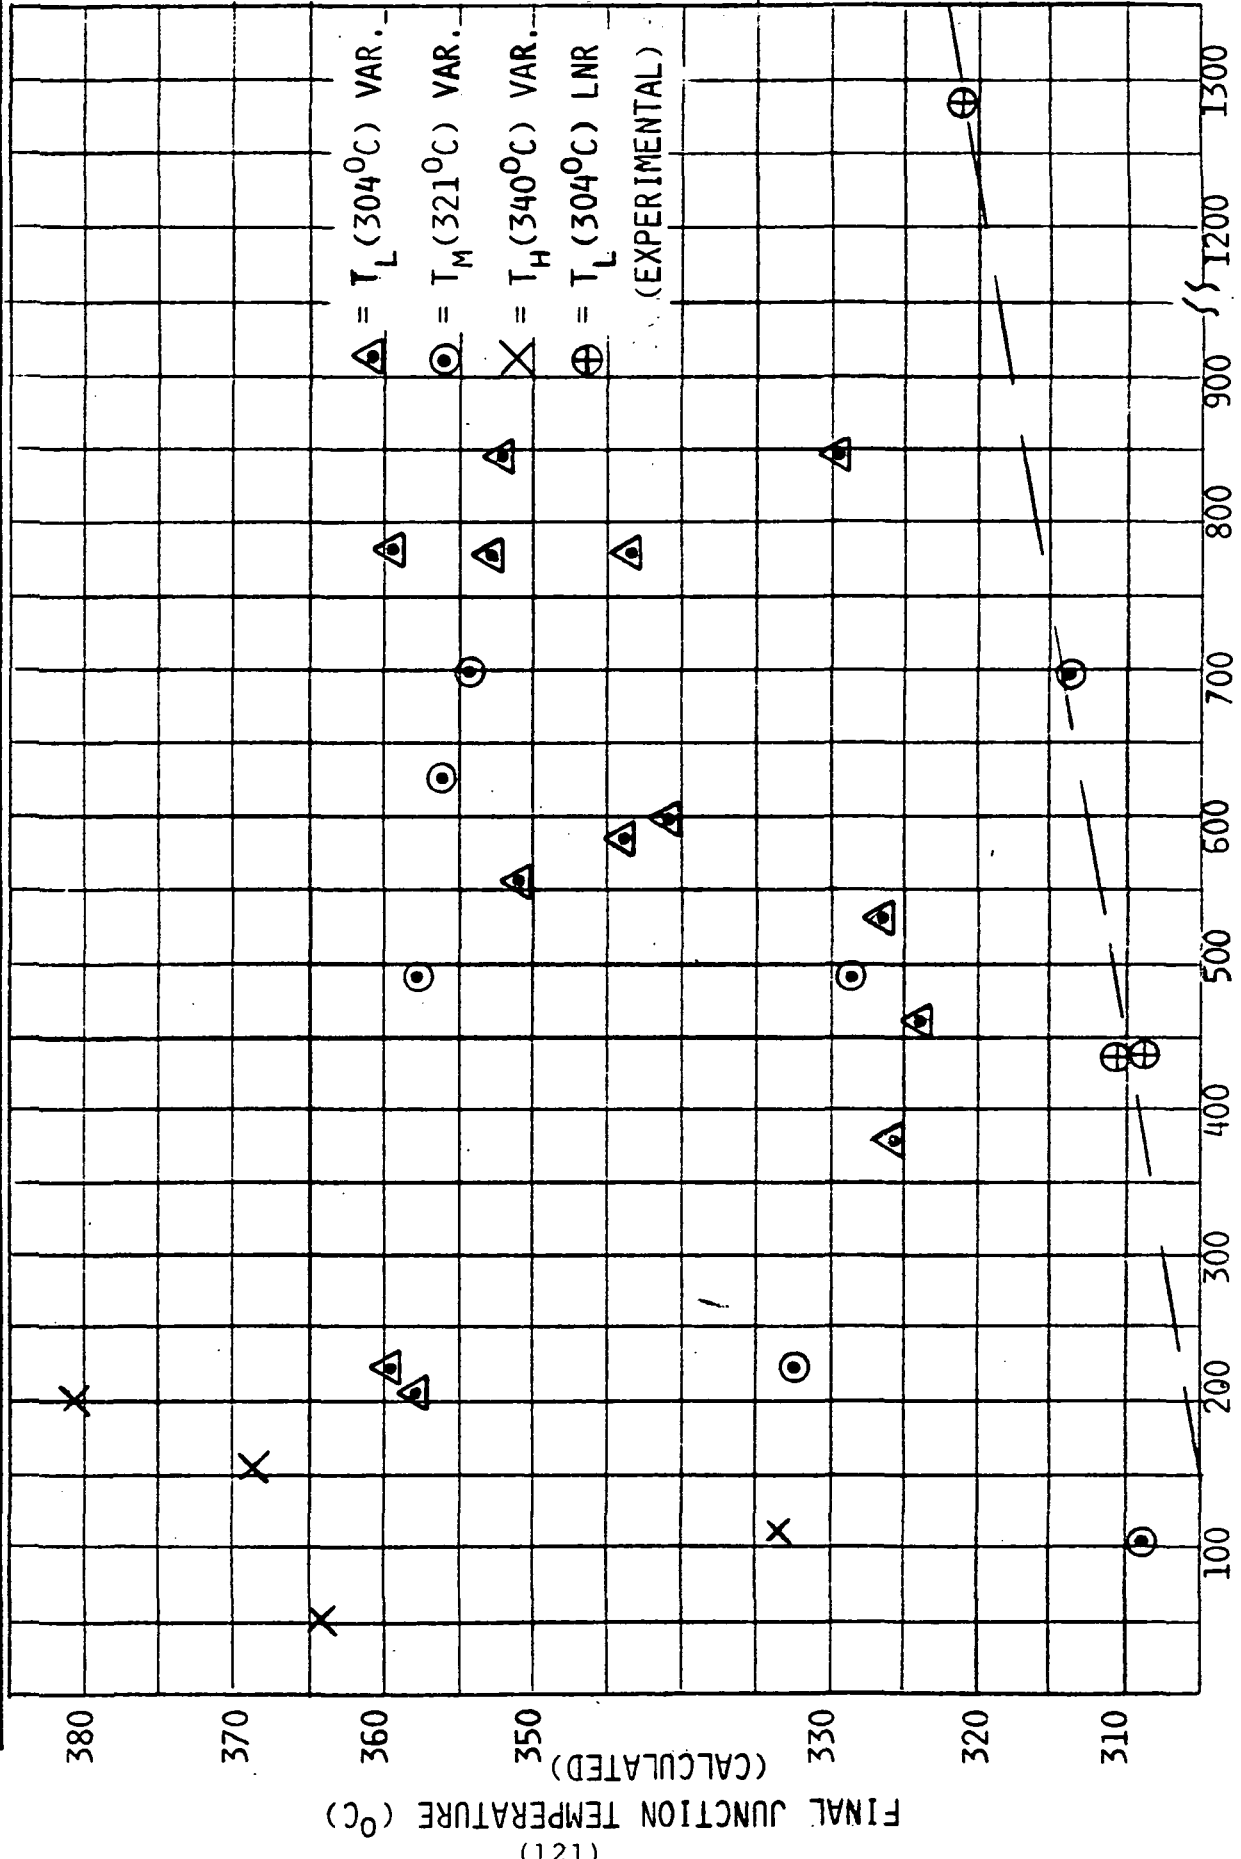 = T_L (304°C) VAR.
= T_M (321°C) VAR.
= T_H (340°C) VAR.
= T_L (304°C) LNR
(EXPERIMENTAL)
380
370
360
350
330
320
310
FINAL JUNCTION TEMPERATURE (°C)
(CALCULATED)
100
200
300
400
500
600
700
800
900
1200
1300
(121)